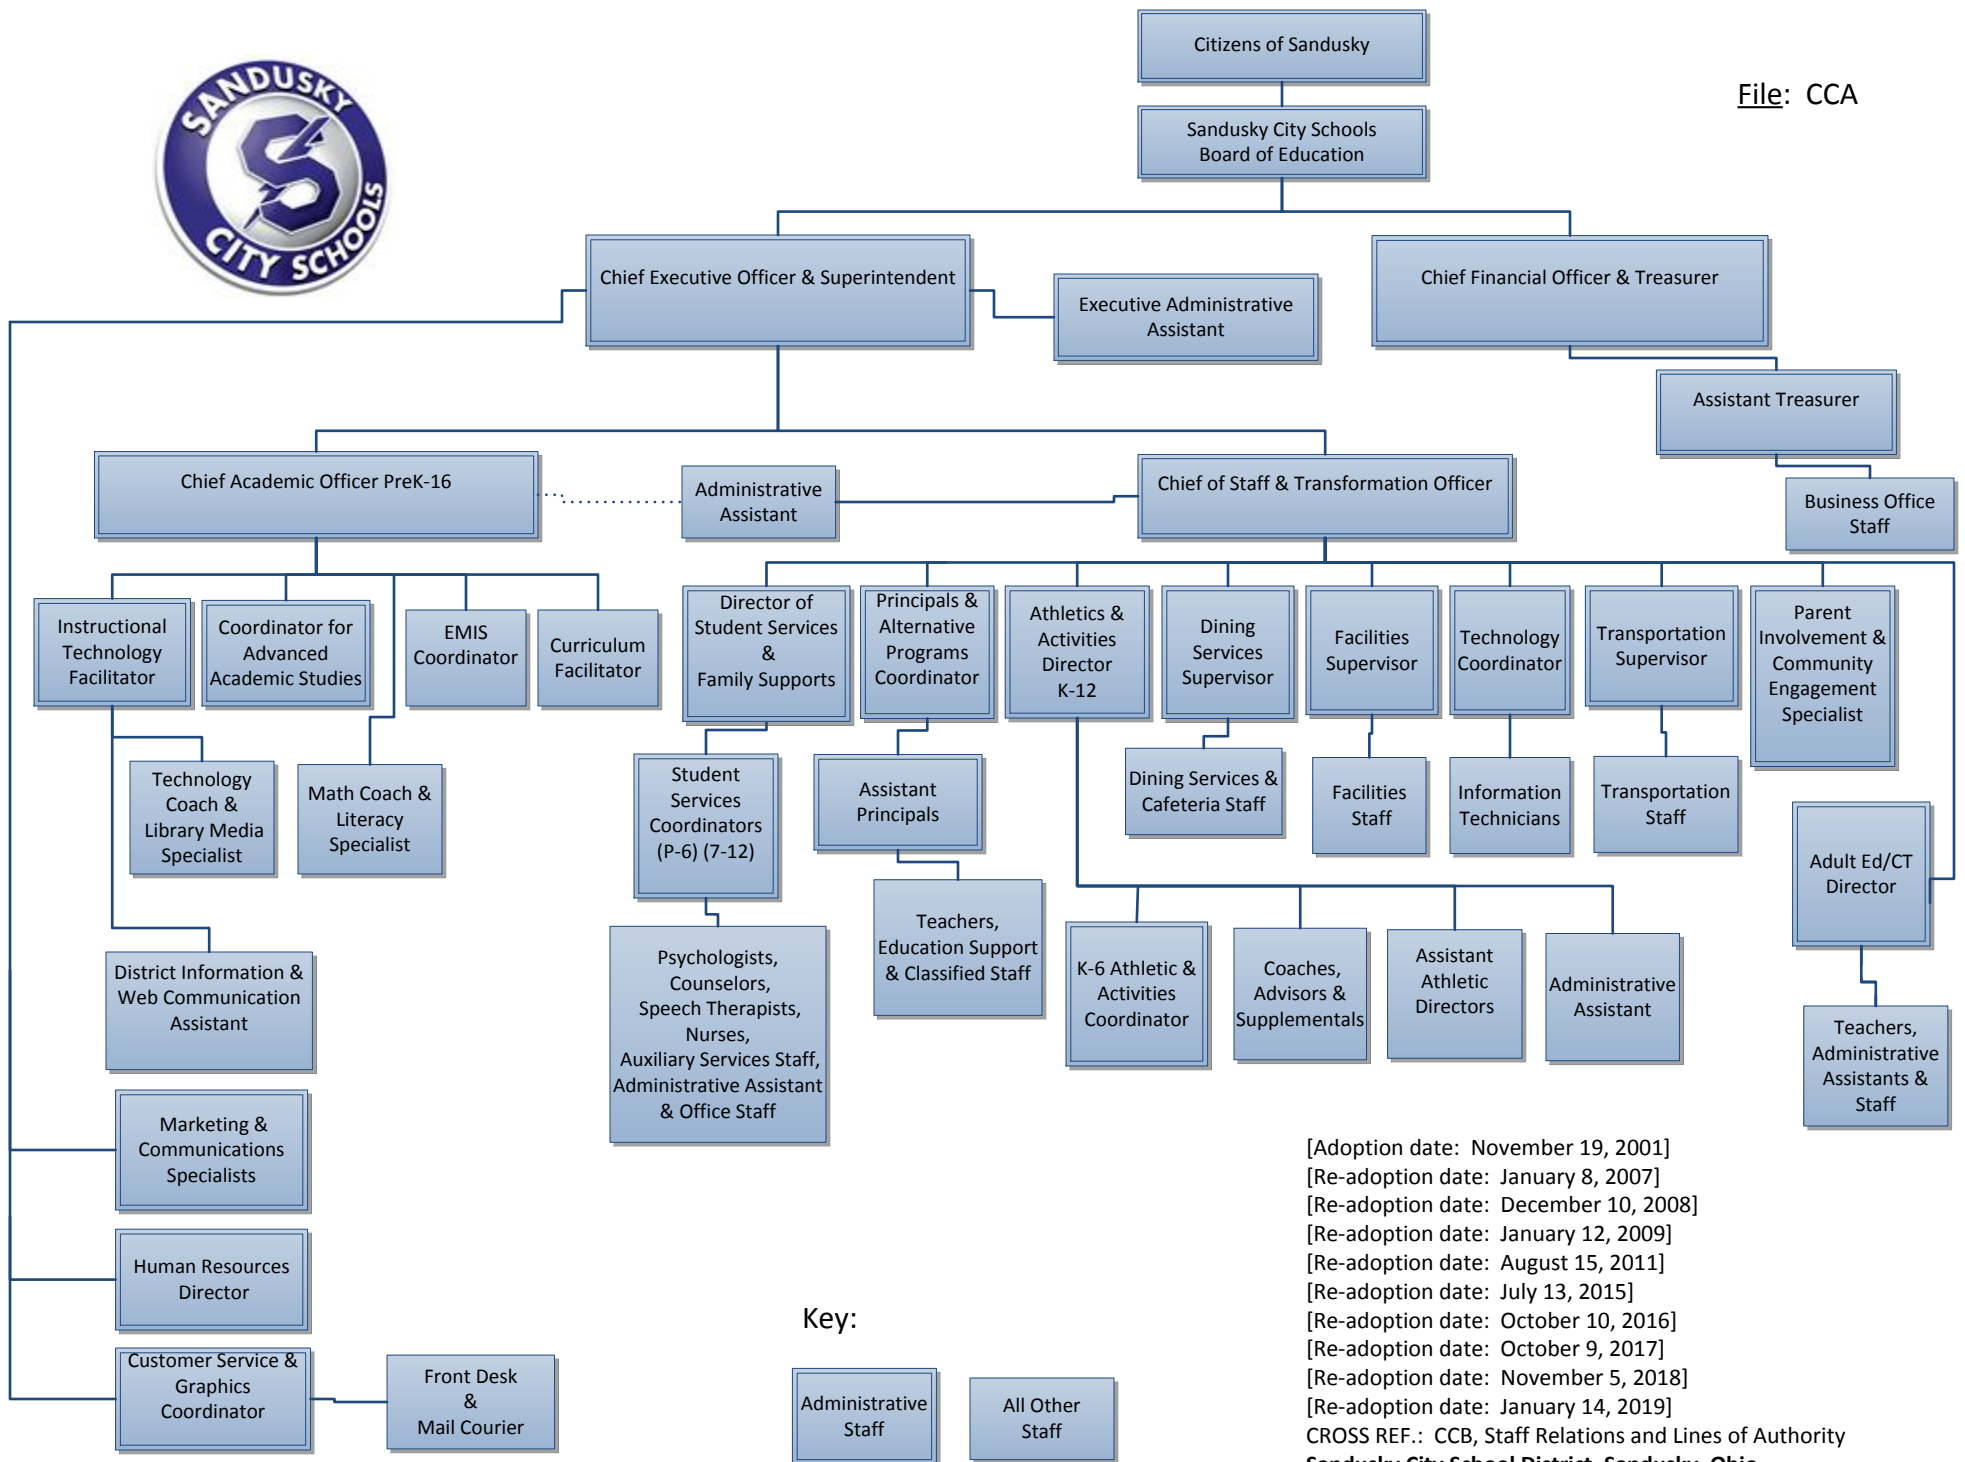 SANDUSKY
CITY SCHOOLS
Citizens of Sandusky
File: CCA
Sandusky City Schools
Board of Education
Chief Executive Officer & Superintendent
Executive Administrative
Assistant
Chief Financial Officer & Treasurer
Assistant Treasurer
Business Office
Staff
Chief Academic Officer PreK-16
Administrative
Assistant
Chief of Staff & Transformation Officer
Instructional
Technology
Facilitator
Coordinator for
Advanced
Academic Studies
EMIS
Coordinator
Curriculum
Facilitator
Director of
Student Services
&
Family Supports
Principals &
Alternative
Programs
Coordinator
Athletics &
Activities
Director
K-12
Dining
Services
Supervisor
Facilities
Supervisor
Technology
Coordinator
Transportation
Supervisor
Parent
Involvement &
Community
Engagement
Specialist
Technology
Coach &
Library Media
Specialist
Math Coach &
Literacy
Specialist
Student
Services
Coordinators
(P-6) (7-12)
Assistant
Principals
Dining Services &
Cafeteria Staff
Facilities
Staff
Information
Technicians
Transportation
Staff
Adult Ed/CT
Director
District Information &
Web Communication
Assistant
Psychologists,
Counselors,
Speech Therapists,
Nurses,
Auxiliary Services Staff,
Administrative Assistant
& Office Staff
Teachers,
Education Support
& Classified Staff
K-6 Athletic &
Activities
Coordinator
Coaches,
Advisors &
Supplementals
Assistant
Athletic
Directors
Administrative
Assistant
Teachers,
Administrative
Assistants &
Staff
Marketing &
Communications
Specialists
Human Resources
Director
Customer Service &
Graphics
Coordinator
Front Desk
&
Mail Courier
Key:
Administrative
Staff
All Other
Staff
[Adoption date: November 19, 2001]
[Re-adoption date: January 8, 2007]
[Re-adoption date: December 10, 2008]
[Re-adoption date: January 12, 2009]
[Re-adoption date: August 15, 2011]
[Re-adoption date: July 13, 2015]
[Re-adoption date: October 10, 2016]
[Re-adoption date: October 9, 2017]
[Re-adoption date: November 5, 2018]
[Re-adoption date: January 14, 2019]
CROSS REF.: CCB, Staff Relations and Lines of Authority
Sandusky City School District, Sandusky, Ohio